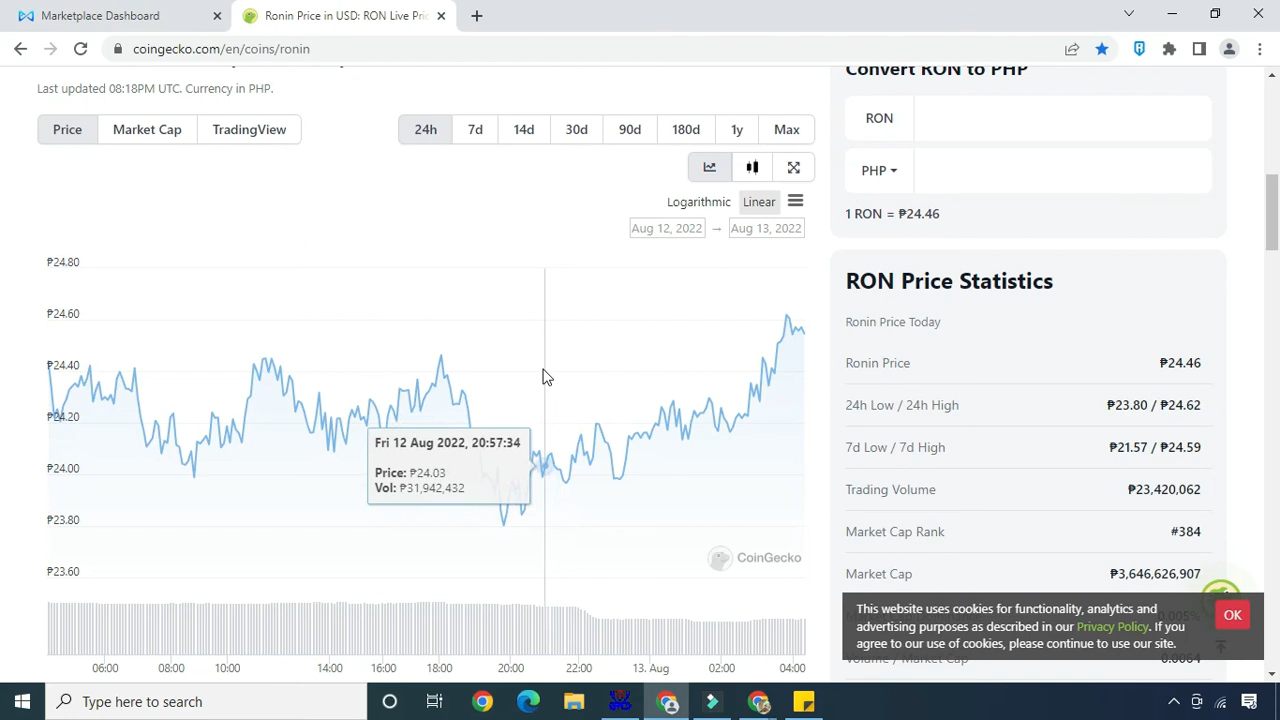 Marketplace Dashboard
Ronin Price in USD: RON Live Pric
coingecko.com/en/coins/ronin
Last updated 08:18PM UTC. Currency in PHP.
Price
Market Cap
TradingView
24h
7d
14d
30d
90d
180d
1y
Max
Logarithmic
Linear
Aug 12, 2022 → Aug 13, 2022
₱24.80
₱24.60
₱24.40
₱24.20
₱24.00
₱23.80
₱23.60
Fri 12 Aug 2022, 20:57:34
Price: ₱24.03
Vol: ₱31,942,432
CoinGecko
0600
08:00
10:00
14:00
16:00
18:00
20:00
22:00
13. Aug
02:00
04:00
Convert RON to PHP
RON
PHP
1 RON = ₱24.46
RON Price Statistics
Ronin Price Today
Ronin Price ₱24.46
24h Low / 24h High ₱23.80 / ₱24.62
7d Low / 7d High ₱21.57 / ₱24.59
Trading Volume ₱23,420,062
Market Cap Rank #384
Market Cap ₱3,646,626,907
0.005%
Volume / Market Cap 0.0064
This website uses cookies for functionality, analytics and
advertising purposes as described in our Privacy Policy. If you
agree to our use of cookies, please continue to use our site.
OK
Type here to search